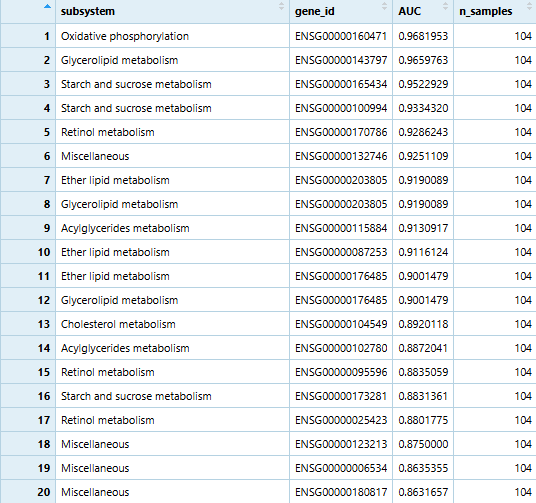 subsystem gene_id AUC n_samples
1 Oxidative phosphorylation ENSG00000160471 0.9681953 104
2 Glycerolipid metabolism ENSG00000143797 0.9659763 104
3 Starch and sucrose metabolism ENSG00000165434 0.9522929 104
4 Starch and sucrose metabolism ENSG00000100994 0.9334320 104
5 Retinol metabolism ENSG00000170786 0.9286243 104
6 Miscellaneous ENSG00000132746 0.9251109 104
7 Ether lipid metabolism ENSG00000203805 0.9190089 104
8 Glycerolipid metabolism ENSG00000203805 0.9190089 104
9 Acylglycerides metabolism ENSG00000115884 0.9130917 104
10 Ether lipid metabolism ENSG00000087253 0.9116124 104
11 Ether lipid metabolism ENSG00000176485 0.9001479 104
12 Glycerolipid metabolism ENSG00000176485 0.9001479 104
13 Cholesterol metabolism ENSG00000104549 0.8920118 104
14 Acylglycerides metabolism ENSG00000102780 0.8872041 104
15 Retinol metabolism ENSG00000095596 0.8835059 104
16 Starch and sucrose metabolism ENSG00000173281 0.8831361 104
17 Retinol metabolism ENSG00000025423 0.8801775 104
18 Miscellaneous ENSG00000123213 0.8750000 104
19 Miscellaneous ENSG00000006534 0.8635355 104
20 Miscellaneous ENSG00000180817 0.8631657 104